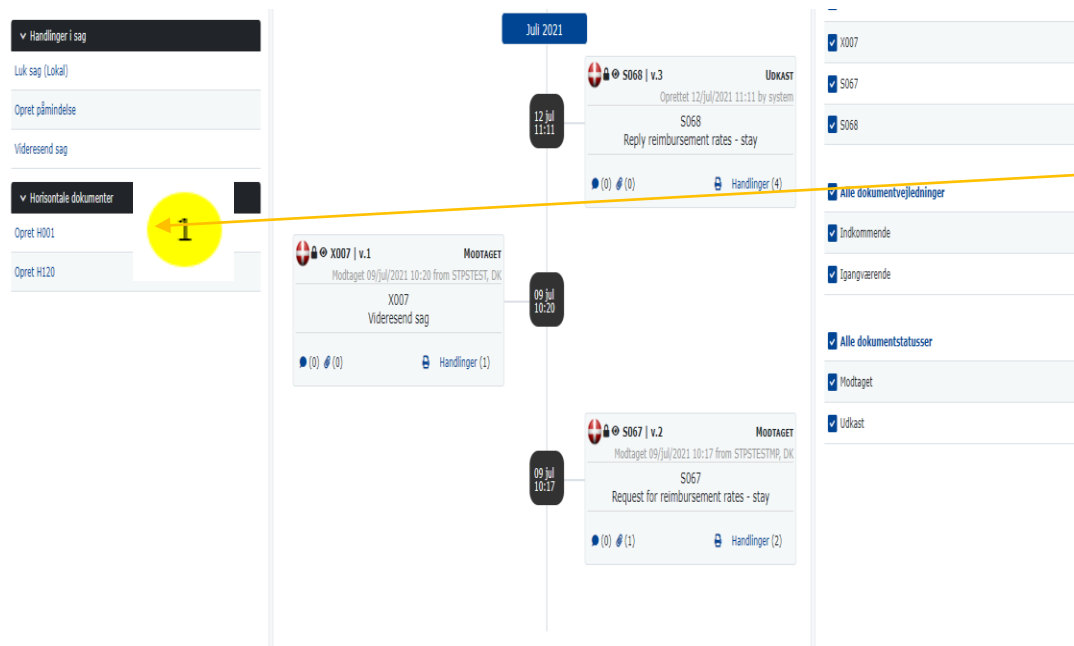 Handlinger i sag
Luk sag (Lokal)
Opret påmindelse
Videresend sag
Horisontale dokumenter
Opret H001
Opret H120
1
Juli 2021
12 jul
11:11
S068 | v.3 UDKAST
Oprettet 12/jul/2021 11:11 by system
S068
Reply reimbursement rates - stay
(0) (0) Handlinger (4)
X007 | v.1 MODTAGET
Modtaget 09/jul/2021 10:20 from STPSTEST, DK
X007
Videresend sag
(0) (0) Handlinger (1)
09 jul
10:20
S067 | v.2 MODTAGET
Modtaget 09/jul/2021 10:17 from STPSTESTMP, DK
S067
Request for reimbursement rates - stay
(0) (1) Handlinger (2)
09 jul
10:17
X007
S067
S068
Alle dokumentvejledninger
Indkommende
Igangværende
Alle dokumentstatusser
Modtaget
Udkast